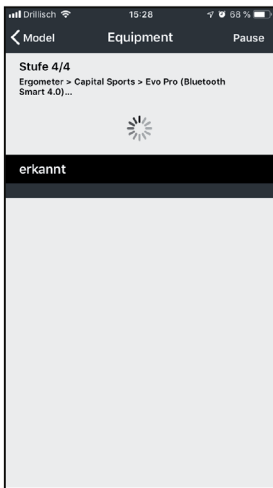 Drillisch 15:28 68 %
Model Equipment Pause
Stufe 4/4
Ergometer > Capital Sports > Evo Pro (Bluetooth
Smart 4.0)...
erkannt